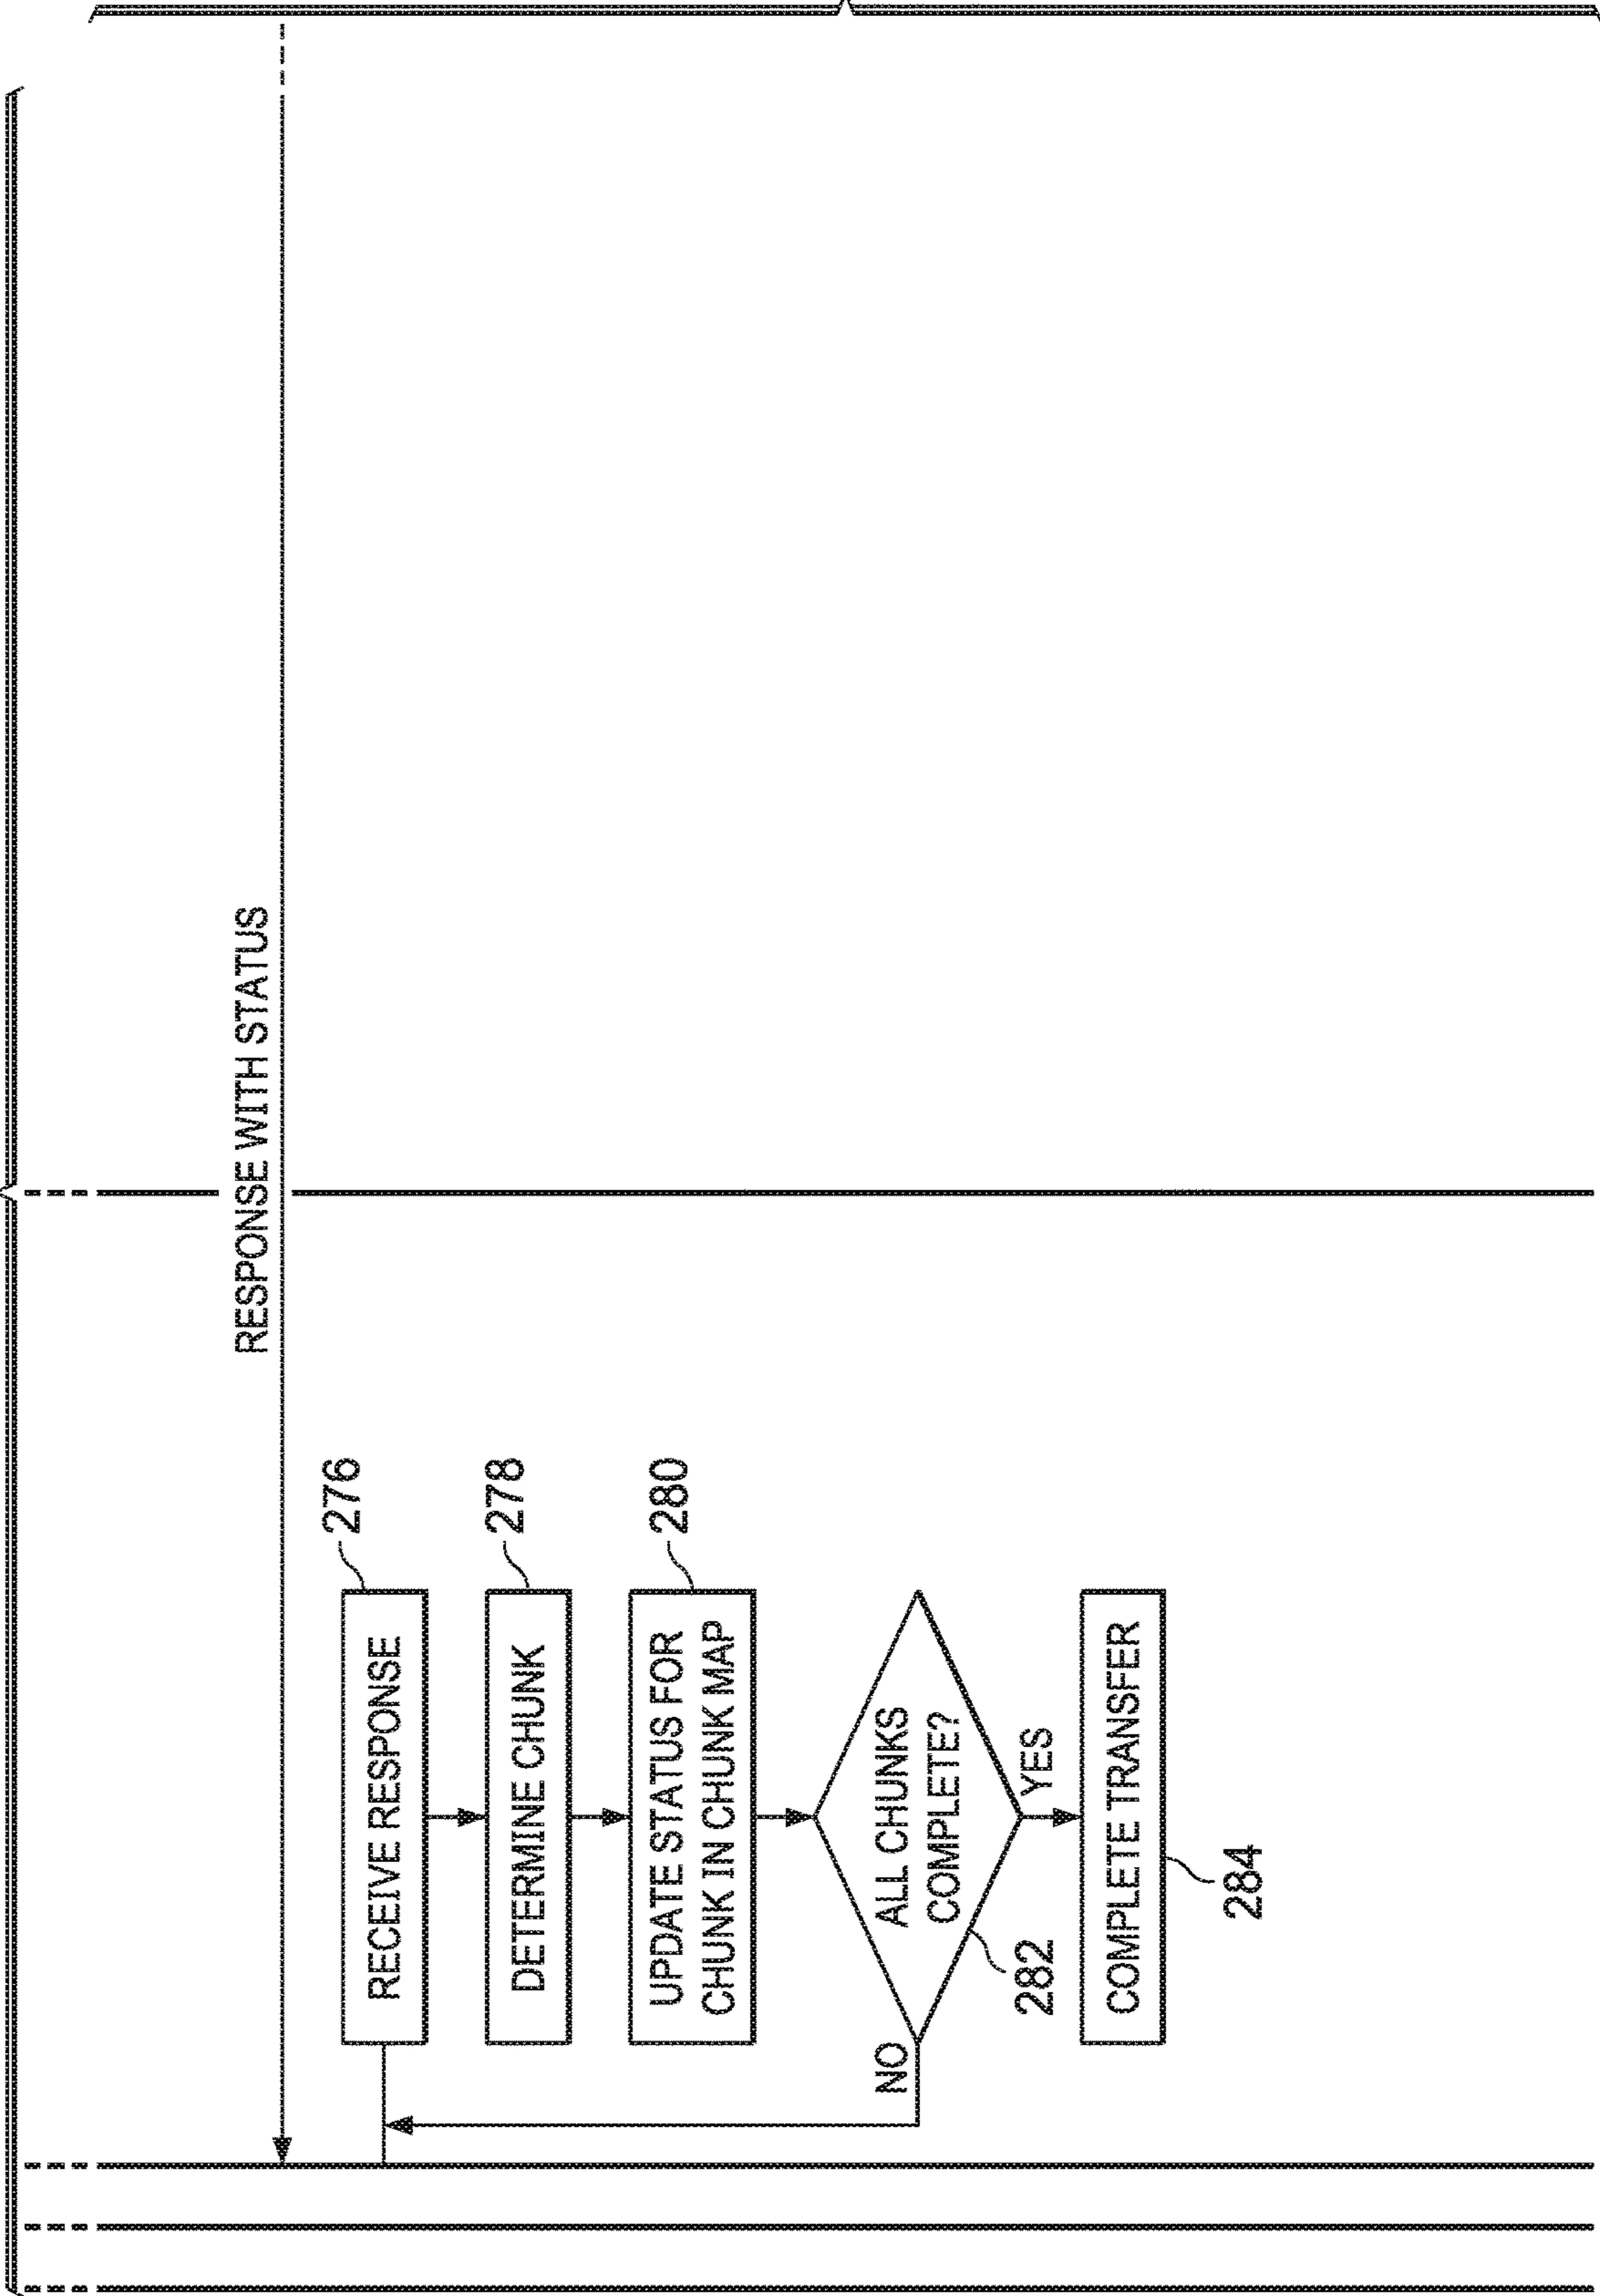 RESPONSE WITH STATUS
276
RECEIVE RESPONSE
278
DETERMINE CHUNK
280
UPDATE STATUS FOR
CHUNK IN CHUNK MAP
ALL CHUNKS
COMPLETE?
NO
282
YES
COMPLETE TRANSFER
284